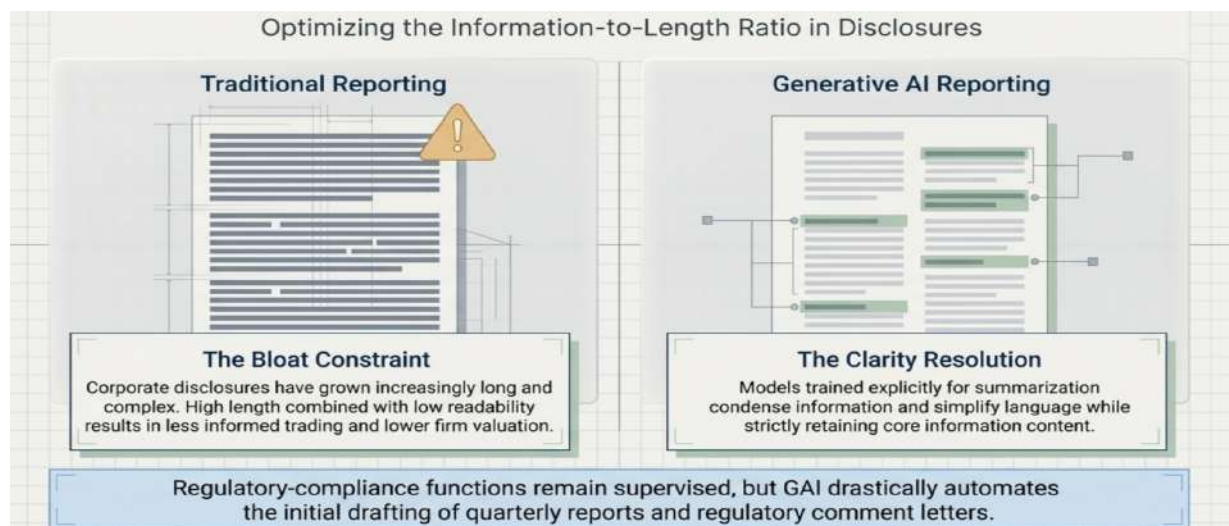 Optimizing the Information-to-Length Ratio in Disclosures
Traditional Reporting
The Bloat Constraint
Corporate disclosures have grown increasingly long and
complex. High length combined with low readability
results in less informed trading and lower firm valuation.
Generative AI Reporting
The Clarity Resolution
Models trained explicitly for summarization
condense information and simplify language while
strictly retaining core information content.
Regulatory-compliance functions remain supervised, but GAI drastically automates
the initial drafting of quarterly reports and regulatory comment letters.